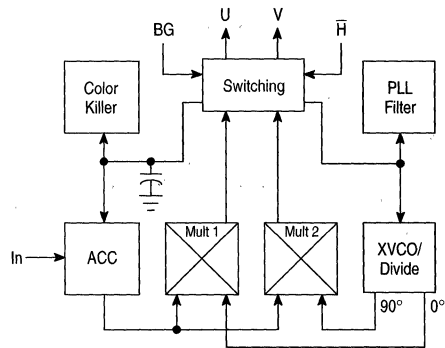 U V
BG H̅
Color
Killer
Switching
PLL
Filter
In
ACC
Mult 1
Mult 2
XVCO/
Divide
90° 0°